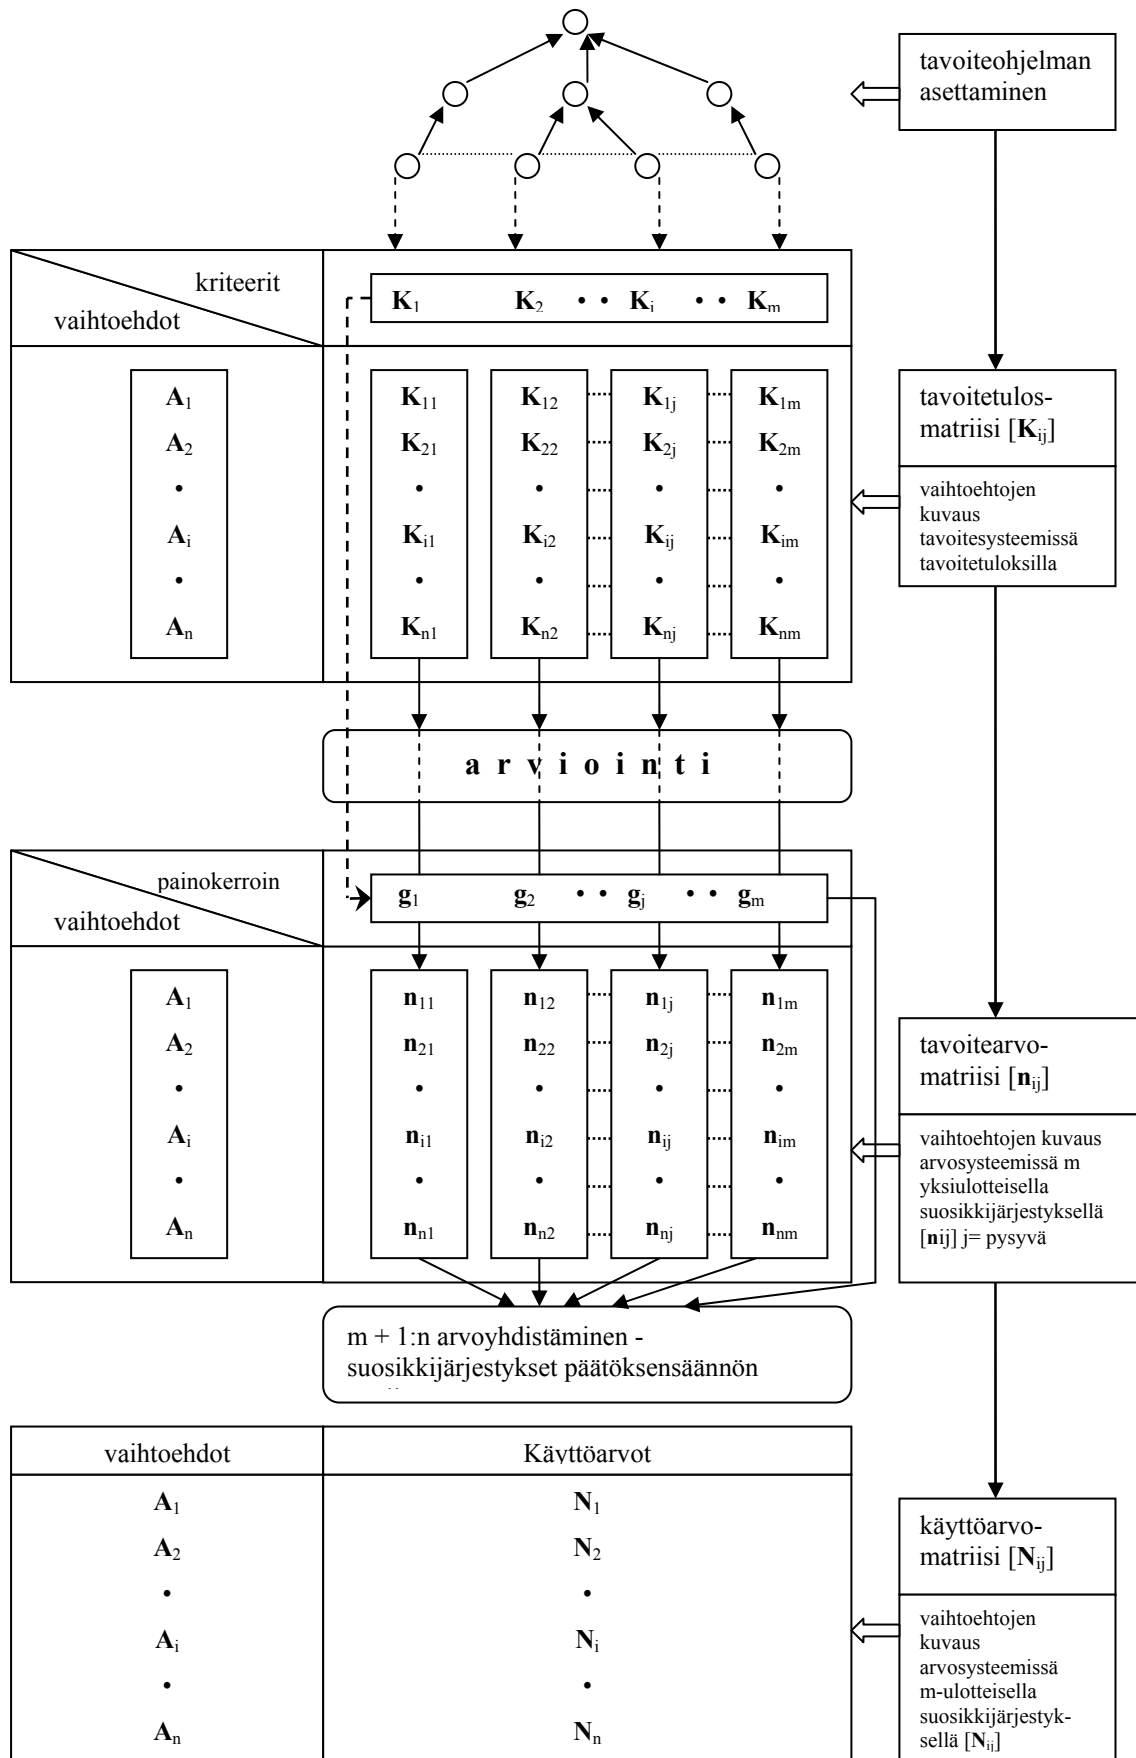 tavoiteohjelman
asettaminen
kriteerit
vaihtoehdot
K1 K2 • • Ki • • Km
A1 K11 K12 K1j K1m
A2 K21 K22 K2j K2m
• • • • •
Ai Ki1 Ki2 Kij Kim
• • • • •
An Kn1 Kn2 Knj Knm
tavoitetulos-
matriisi [Kij]
vaihtoehtojen
kuvaus
tavoitesysteemissä
tavoitetuloksilla
arviointi
painokerroin
vaihtoehdot
g1 g2 • • gj • • gm
A1 n11 n12 n1j n1m
A2 n21 n22 n2j n2m
• • • • •
Ai ni1 ni2 nij nim
• • • • •
An nn1 nn2 nnj nnm
tavoitearvo-
matriisi [nij]
vaihtoehtojen kuvaus
arvosysteemissä m
yksiulotteisella
suosikkijärjestyksellä
[nij] j= pysyvä
m + 1:n arvoyhdistäminen -
suosikkijärjestykset päätöksensäännön
vaihtoehdot Käyttöarvot
A1 N1
A2 N2
• •
Ai Ni
• •
An Nn
käyttöarvo-
matriisi [Nij]
vaihtoehtojen
kuvaus
arvosysteemissä
m-ulotteisella
suosikkijärjestyk-
sellä [Nij]